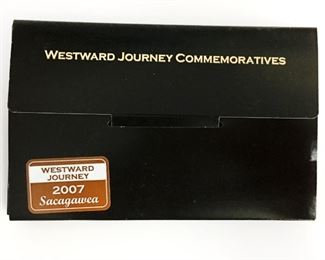 WESTWARD JOURNEY COMMEMORATIVES
WESTWARD
JOURNEY
2007
Sacagawea